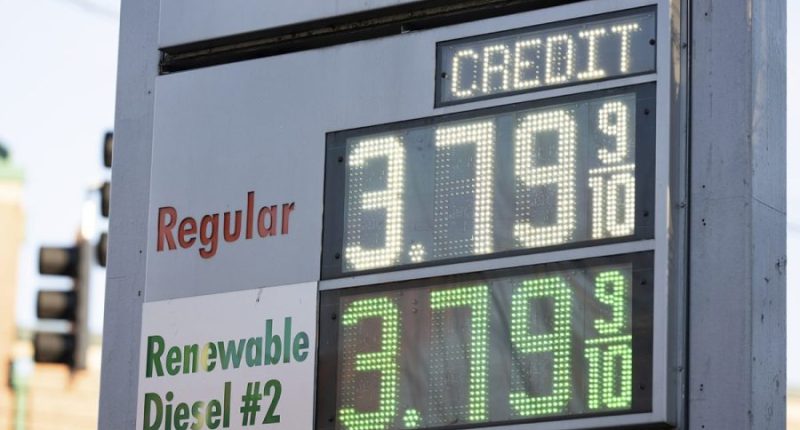 CREDIT
Regular 3.79 9/10
Renewable
Diesel #2 3.79 9/10